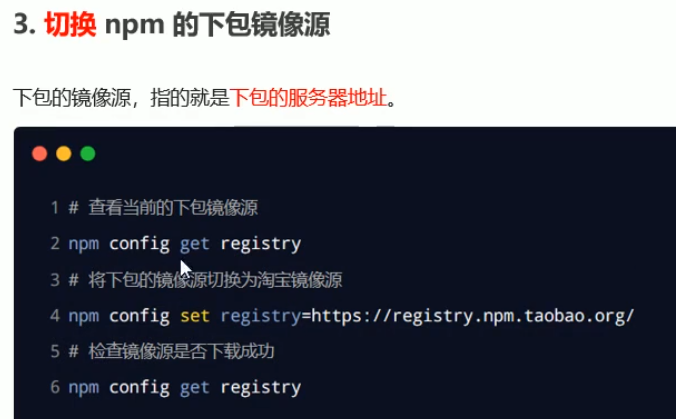 3. 切换 npm 的下包镜像源
下包的镜像源，指的就是下包的服务器地址。
1 # 查看当前的下包镜像源
2 npm config get registry
3 # 将下包的镜像源切换为淘宝镜像源
4 npm config set registry=https://registry.npm.taobao.org/
5 # 检查镜像源是否下载成功
6 npm config get registry